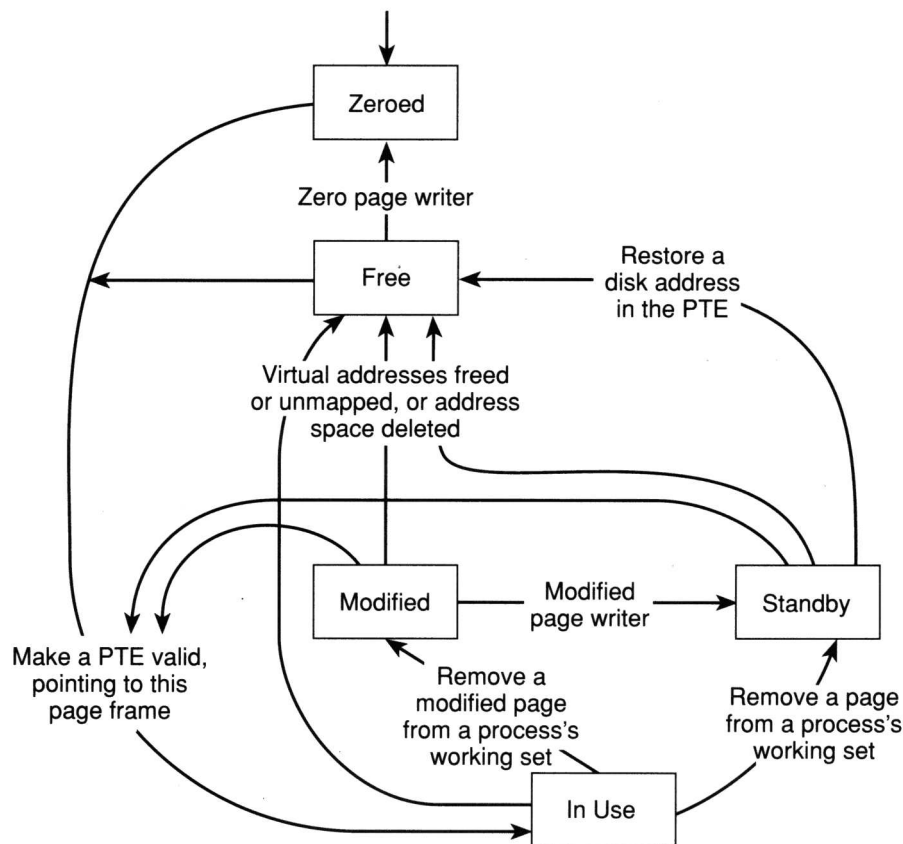 Zeroed
Zero page writer
Free
Restore a
disk address
in the PTE
Virtual addresses freed
or unmapped, or address
space deleted
Modified
Modified
page writer
Standby
Make a PTE valid,
pointing to this
page frame
Remove a
modified page
from a process's
working set
Remove a page
from a process's
working set
In Use